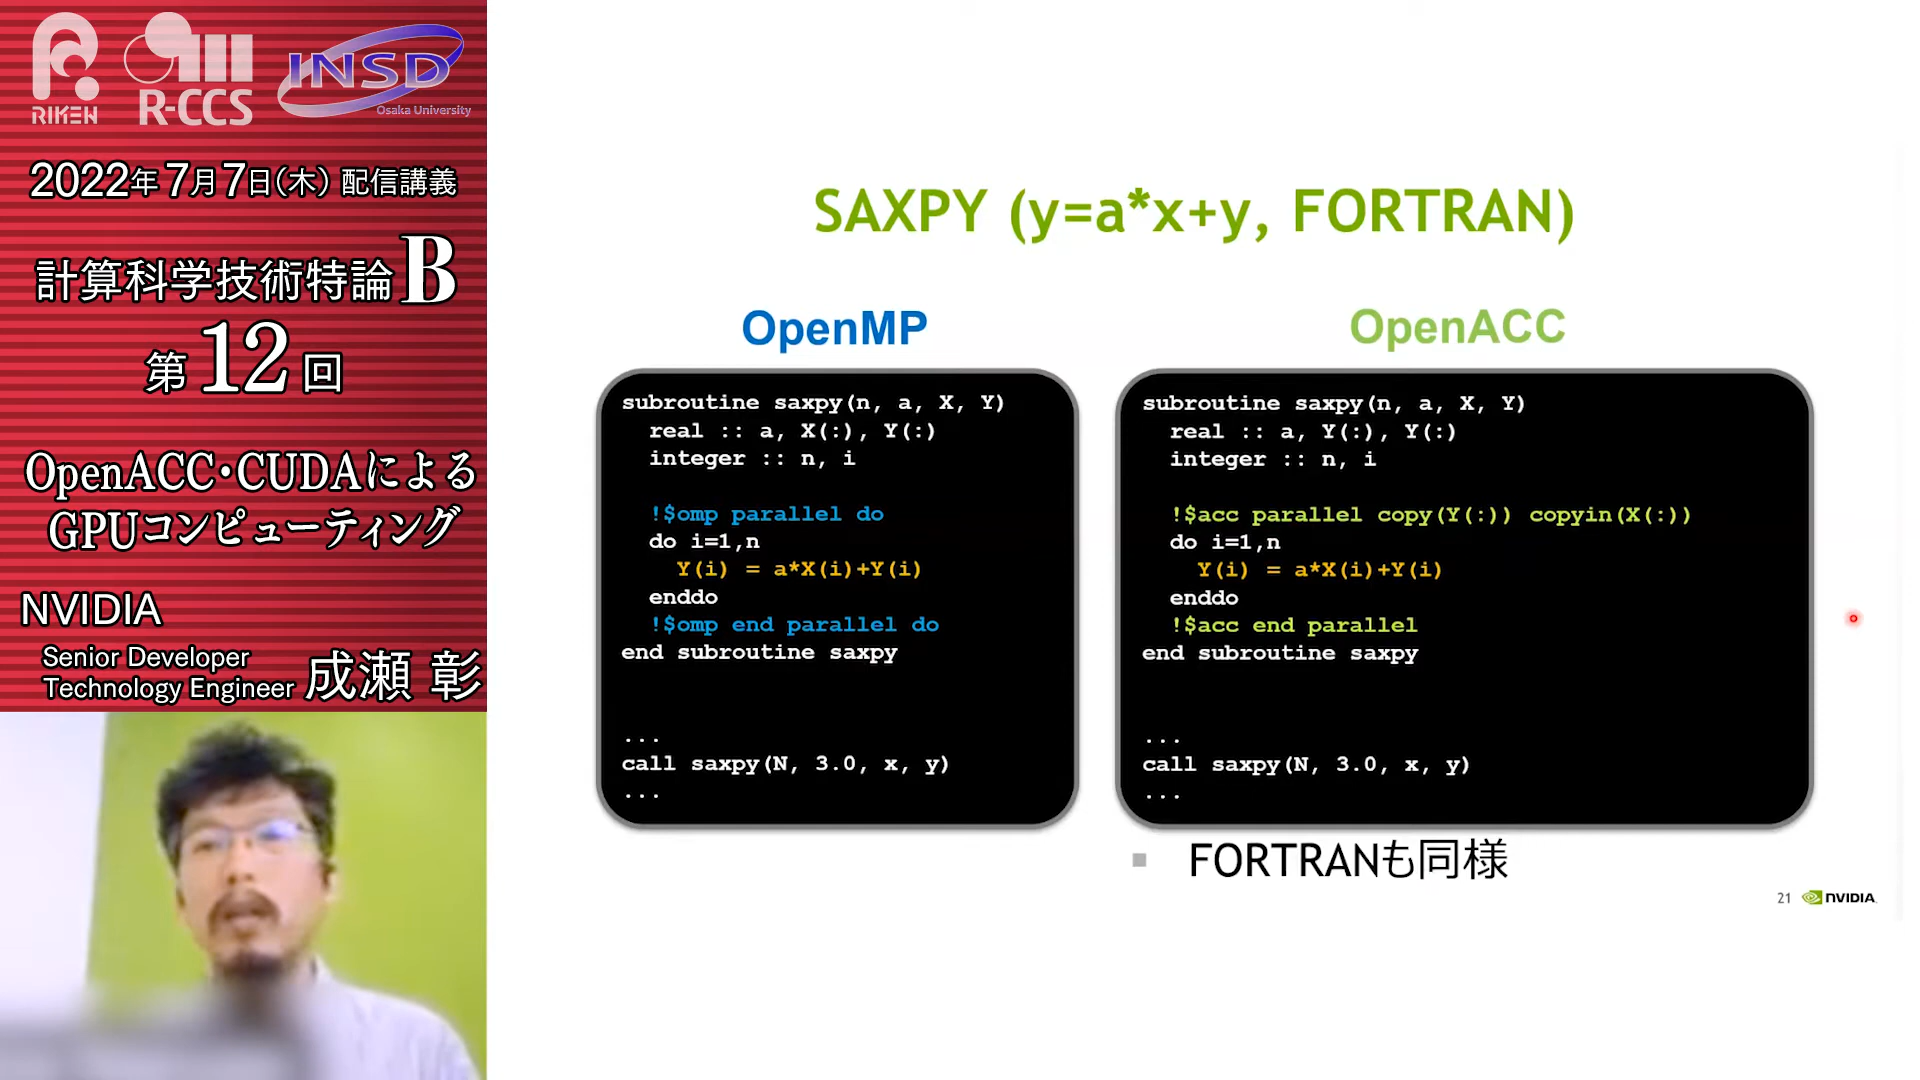 RIKEN
R-CCS
INSD
Osaka University
2022年7月7日(木) 配信講義
計算科学技術特論B
第12回
OpenACC・CUDAによる
GPUコンピューティング
NVIDIA
Senior Developer
Technology Engineer 成瀬 彰
SAXPY (y=a*x+y, FORTRAN)
OpenMP
subroutine saxpy(n, a, X, Y)
real :: a, X(:), Y(:)
integer :: n, i
!$omp parallel do
do i=1,n
Y(i) = a*X(i)+Y(i)
enddo
!$omp end parallel do
end subroutine saxpy
...
call saxpy(N, 3.0, x, y)
...
OpenACC
subroutine saxpy(n, a, X, Y)
real :: a, Y(:), Y(:)
integer :: n, i
!$acc parallel copy(Y(:)) copyin(X(:))
do i=1,n
Y(i) = a*X(i)+Y(i)
enddo
!$acc end parallel
end subroutine saxpy
...
call saxpy(N, 3.0, x, y)
...
FORTRANも同様
21 NVIDIA.